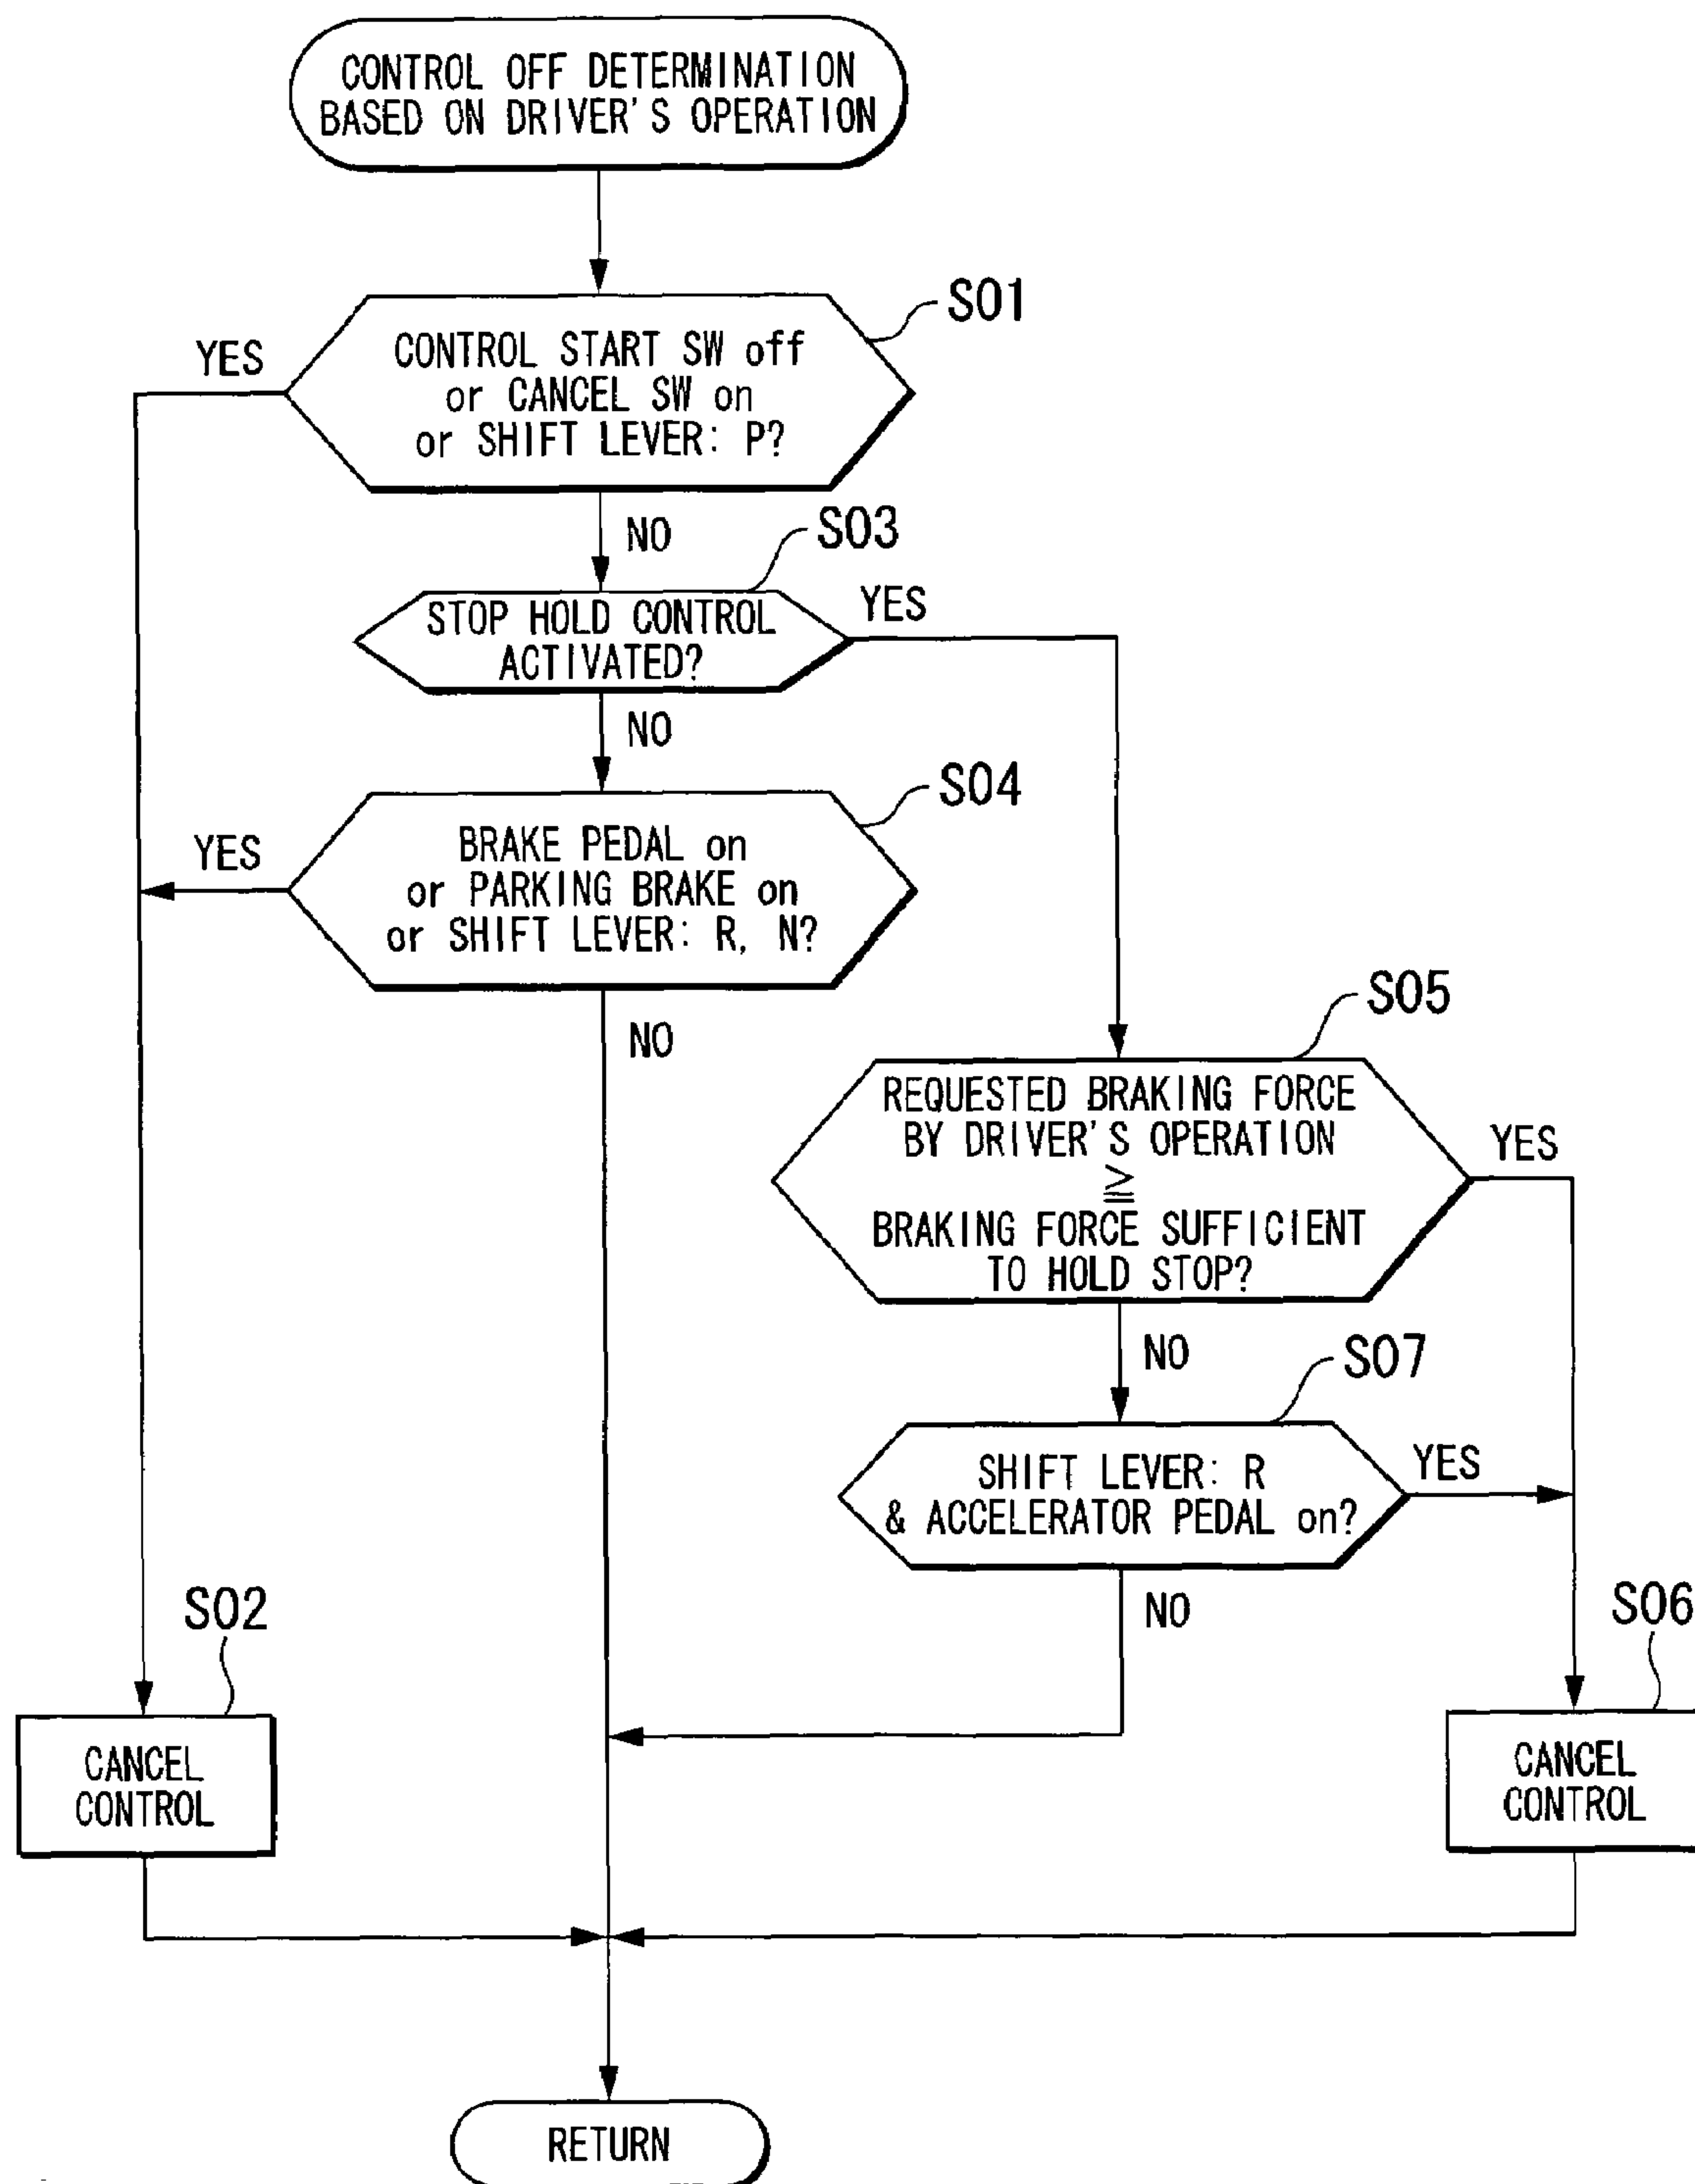 CONTROL OFF DETERMINATION
BASED ON DRIVER'S OPERATION
S01
YES
CONTROL START SW off
or CANCEL SW on
or SHIFT LEVER: P?
NO
S03
YES
STOP HOLD CONTROL
ACTIVATED?
NO
S04
YES
BRAKE PEDAL on
or PARKING BRAKE on
or SHIFT LEVER: R, N?
NO
S05
REQUESTED BRAKING FORCE
BY DRIVER'S OPERATION
≧
BRAKING FORCE SUFFICIENT
TO HOLD STOP?
YES
NO
S07
SHIFT LEVER: R
& ACCELERATOR PEDAL on?
YES
NO
S02
CANCEL
CONTROL
S06
CANCEL
CONTROL
RETURN